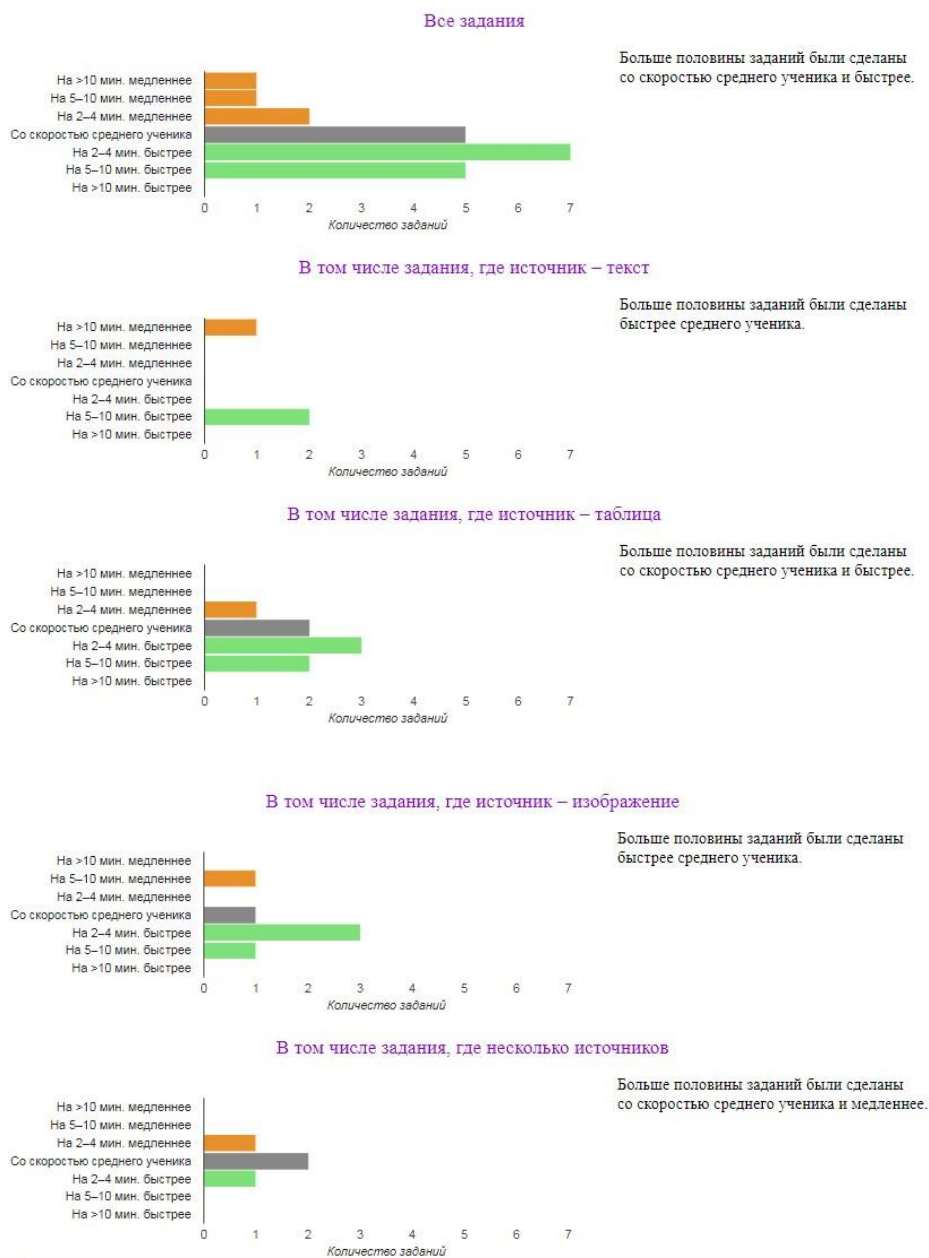 Все задания
Больше половины заданий были сделаны
со скоростью среднего ученика и быстрее.
На >10 мин. медленнее
На 5–10 мин. медленнее
На 2–4 мин. медленнее
Со скоростью среднего ученика
На 2–4 мин. быстрее
На 5–10 мин. быстрее
На >10 мин. быстрее
0 1 2 3 4 5 6 7
Количество заданий
В том числе задания, где источник – текст
Больше половины заданий были сделаны
быстрее среднего ученика.
На >10 мин. медленнее
На 5–10 мин. медленнее
На 2–4 мин. медленнее
Со скоростью среднего ученика
На 2–4 мин. быстрее
На 5–10 мин. быстрее
На >10 мин. быстрее
0 1 2 3 4 5 6 7
Количество заданий
В том числе задания, где источник – таблица
Больше половины заданий были сделаны
со скоростью среднего ученика и быстрее.
На >10 мин. медленнее
На 5–10 мин. медленнее
На 2–4 мин. медленнее
Со скоростью среднего ученика
На 2–4 мин. быстрее
На 5–10 мин. быстрее
На >10 мин. быстрее
0 1 2 3 4 5 6 7
Количество заданий
В том числе задания, где источник – изображение
Больше половины заданий были сделаны
быстрее среднего ученика.
На >10 мин. медленнее
На 5–10 мин. медленнее
На 2–4 мин. медленнее
Со скоростью среднего ученика
На 2–4 мин. быстрее
На 5–10 мин. быстрее
На >10 мин. быстрее
0 1 2 3 4 5 6 7
Количество заданий
В том числе задания, где несколько источников
Больше половины заданий были сделаны
со скоростью среднего ученика и медленнее.
На >10 мин. медленнее
На 5–10 мин. медленнее
На 2–4 мин. медленнее
Со скоростью среднего ученика
На 2–4 мин. быстрее
На 5–10 мин. быстрее
На >10 мин. быстрее
0 1 2 3 4 5 6 7
Количество заданий